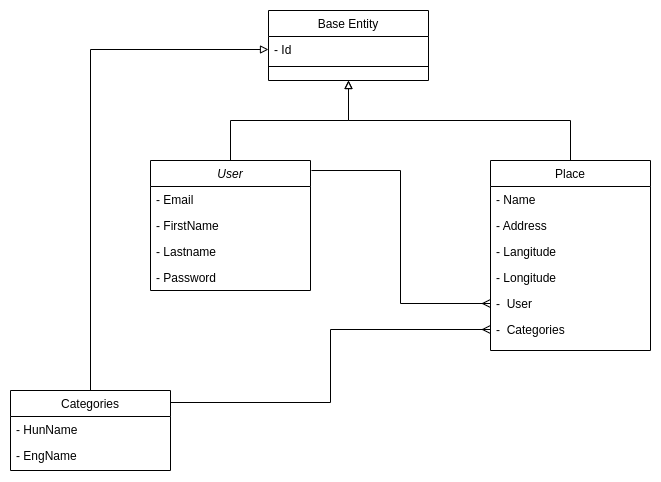 Base Entity
- Id
User
- Email
- FirstName
- Lastname
- Password
Place
- Name
- Address
- Langitude
- Longitude
- User
- Categories
Categories
- HunName
- EngName